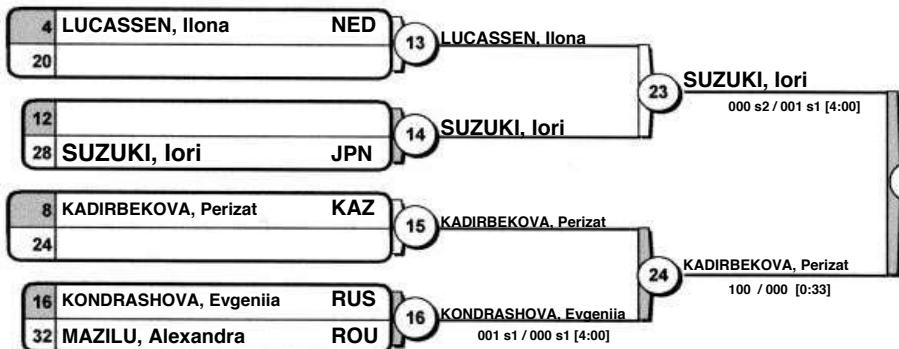 4 LUCASSEN, Ilona NED
20
13 LUCASSEN, Ilona
12
28 SUZUKI, Iori JPN
14 SUZUKI, Iori
23 SUZUKI, Iori
000 s2 / 001 s1 [4:00]
8 KADIRBEKOVA, Perizat KAZ
24
15 KADIRBEKOVA, Perizat
16 KONDRASHOVA, Evgeniia RUS
32 MAZILU, Alexandra ROU
16 KONDRASHOVA, Evgeniia
001 s1 / 000 s1 [4:00]
24 KADIRBEKOVA, Perizat
100 / 000 [0:33]